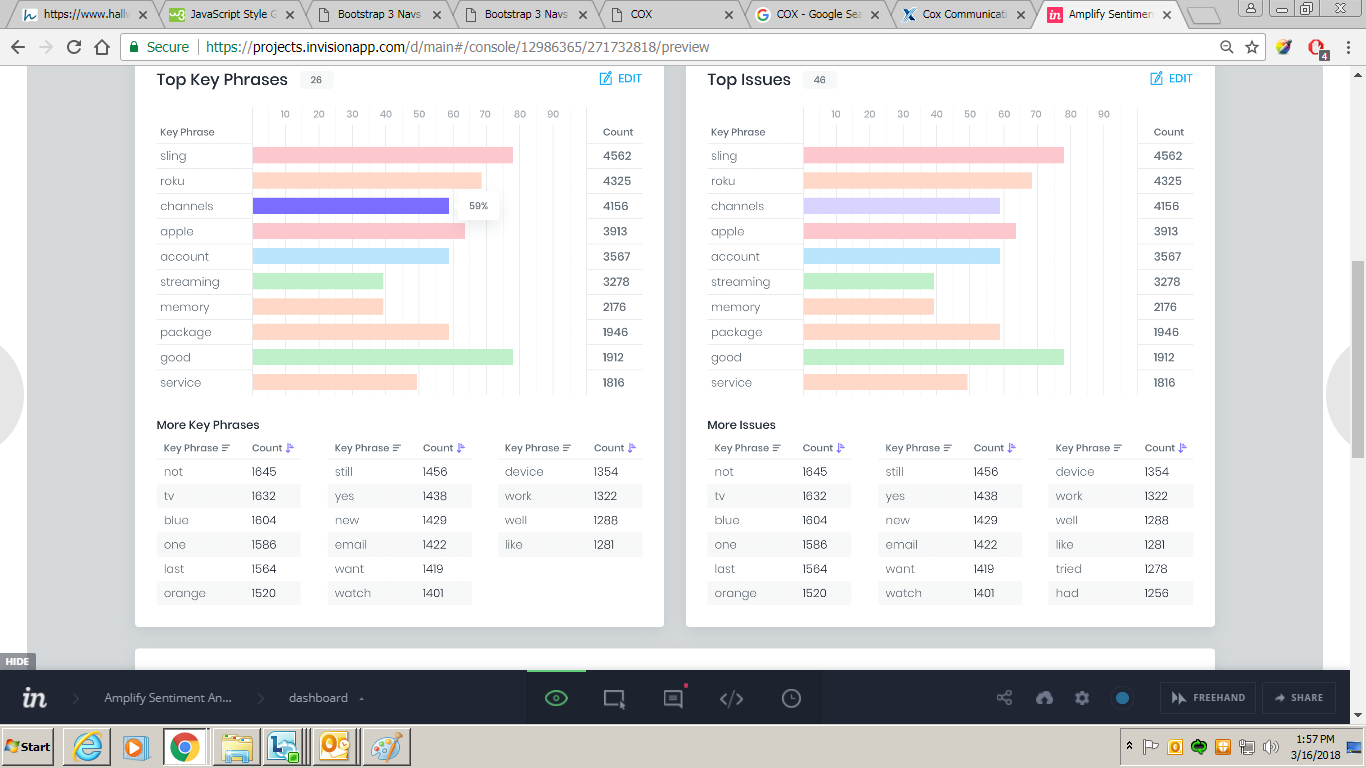 https://www.hallw
JavaScript Style G
Bootstrap 3 Navs
Bootstrap 3 Navs
COX
COX - Google Sea
Cox Communicati
Amplify Sentimen
Secure
https://projects.invisionapp.com/d/main#/console/12986365/271732818/preview
4
Top Key Phrases 26 EDIT
10 20 30 40 50 60 70 80 90
Key Phrase Count
sling 4562
roku 4325
channels 59% 4156
apple 3913
account 3567
streaming 3278
memory 2176
package 1946
good 1912
service 1816
More Key Phrases
Key Phrase Count Key Phrase Count Key Phrase Count
not 1645 still 1456 device 1354
tv 1632 yes 1438 work 1322
blue 1604 new 1429 well 1288
one 1586 email 1422 like 1281
last 1564 want 1419
orange 1520 watch 1401
Top Issues 46 EDIT
10 20 30 40 50 60 70 80 90
Key Phrase Count
sling 4562
roku 4325
channels 4156
apple 3913
account 3567
streaming 3278
memory 2176
package 1946
good 1912
service 1816
More Issues
Key Phrase Count Key Phrase Count Key Phrase Count
not 1645 still 1456 device 1354
tv 1632 yes 1438 work 1322
blue 1604 new 1429 well 1288
one 1586 email 1422 like 1281
last 1564 want 1419 tried 1278
orange 1520 watch 1401 had 1256
HIDE
in
Amplify Sentiment An...
dashboard
FREEHAND
SHARE
Start
1:57 PM
3/16/2018